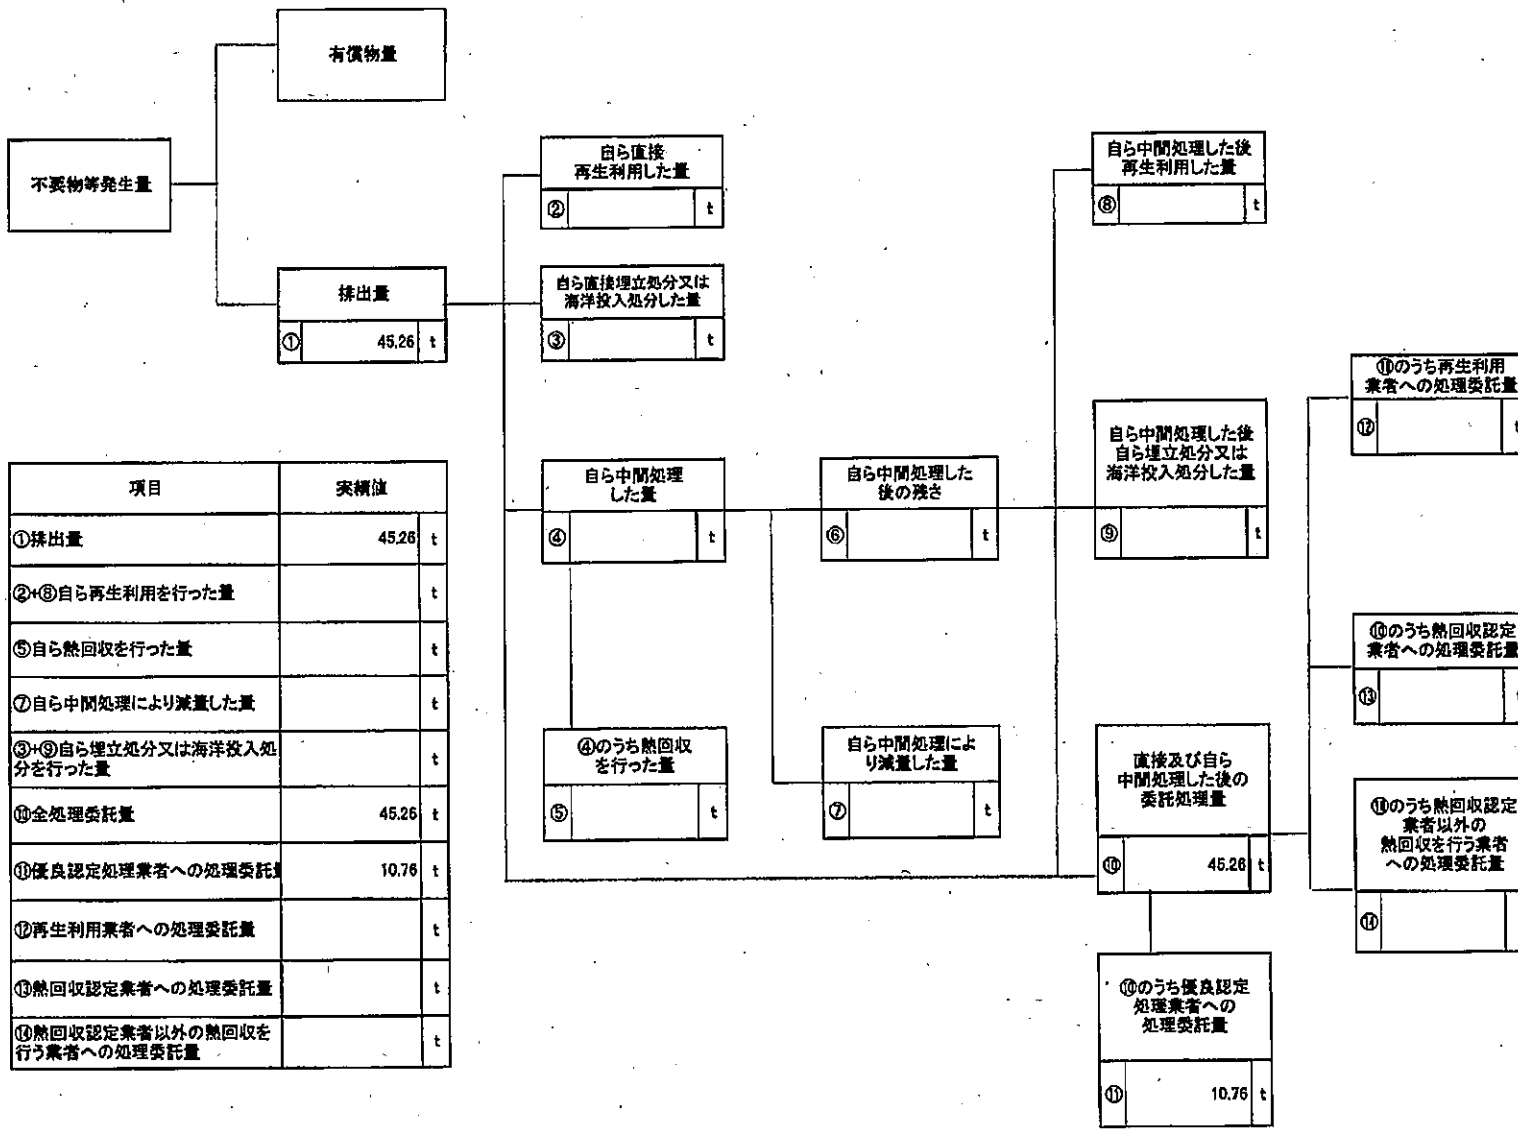 有償物量
不要物等発生量
排出量
① 45.26 t
自ら直接
再生利用した量
② t
自ら直接埋立処分又は
海洋投入処分した量
③ t
自ら中間処理
した量
④ t
④のうち熱回収
を行った量
⑤ t
自ら中間処理した
後の残さ
⑥ t
自ら中間処理によ
り減量した量
⑦ t
自ら中間処理した後
再生利用した量
⑧ t
自ら中間処理した後
自ら埋立処分又は
海洋投入処分した量
⑨ t
直接及び自ら
中間処理した後の
委託処理量
⑩ 45.26 t
⑩のうち優良認定
処理業者への
処理委託量
⑪ 10.76 t
⑩のうち再生利用
業者への処理委託量
⑫ t
⑩のうち熱回収認定
業者への処理委託量
⑬
⑩のうち熱回収認定
業者以外の
熱回収を行う業者
への処理委託量
⑭
項目 実績値
①排出量 45.26 t
②+⑧自ら再生利用を行った量 t
⑤自ら熱回収を行った量 t
⑦自ら中間処理により減量した量 t
③+⑨自ら埋立処分又は海洋投入処
分を行った量 t
⑩全処理委託量 45.26 t
⑪優良認定処理業者への処理委託量 10.76 t
⑫再生利用業者への処理委託量 t
⑬熱回収認定業者への処理委託量 t
⑭熱回収認定業者以外の熱回収を
行う業者への処理委託量 t